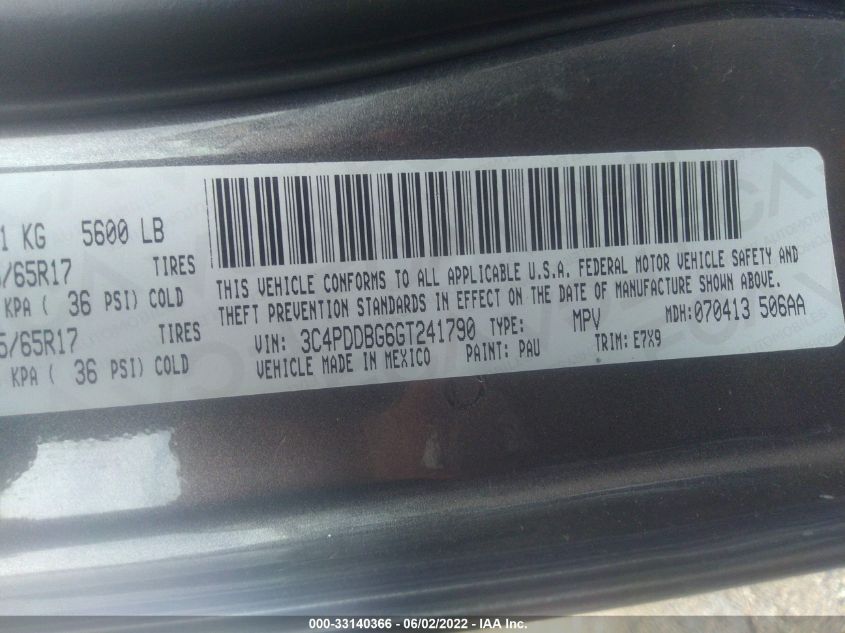 1 KG 5600 LB
/65R17 TIRES
KPA ( 36 PSI) COLD
5/65R17 TIRES
KPA ( 36 PSI) COLD
THIS VEHICLE CONFORMS TO ALL APPLICABLE U.S.A. FEDERAL MOTOR VEHICLE SAFETY AND
THEFT PREVENTION STANDARDS IN EFFECT ON THE DATE OF MANUFACTURE SHOWN ABOVE.
VIN: 3C4PDDBG6GT241790 TYPE: MPV MDH: 070413 506AA
VEHICLE MADE IN MEXICO PAINT: PAU TRIM: E7X9
000-33140366 - 06/02/2022 - IAA Inc.